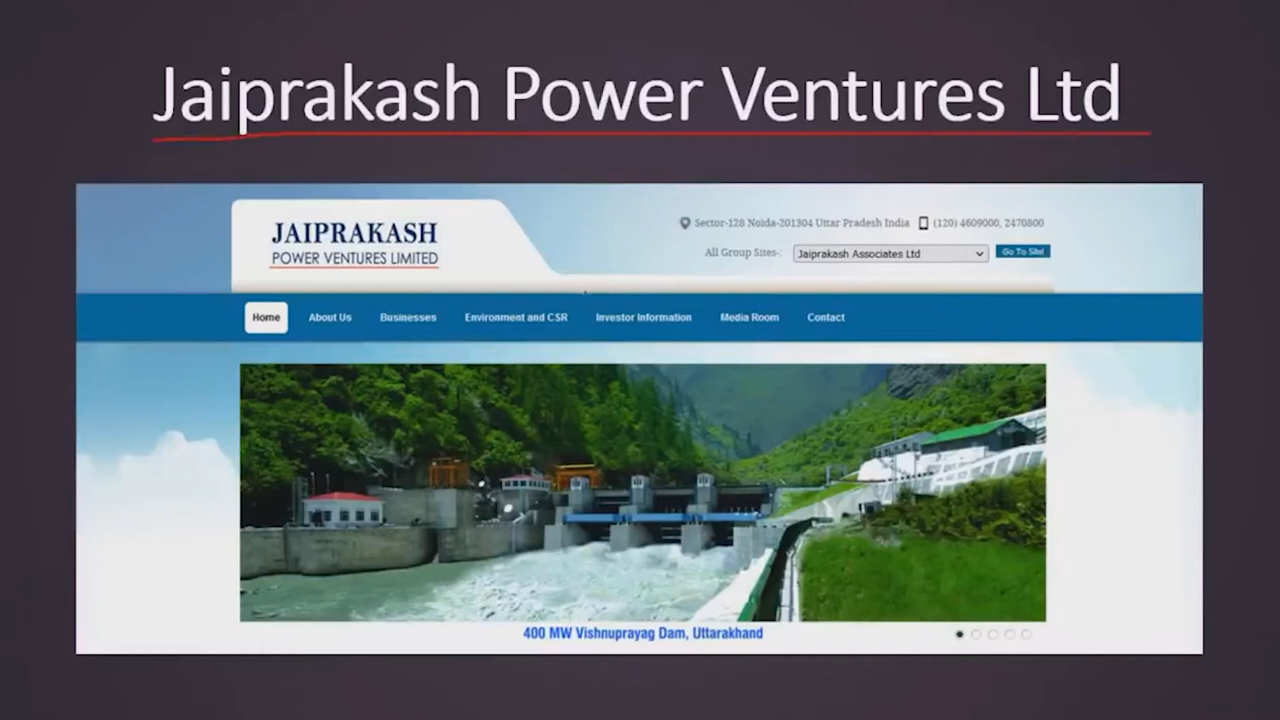 Jaiprakash Power Ventures Ltd
JAIPRAKASH
POWER VENTURES LIMITED
Sector-128 Noida-201304 Uttar Pradesh India (120) 4609000, 2470800
All Group Sites-: Jaiprakash Associates Ltd Go To Site!
Home About Us Businesses Environment and CSR Investor Information Media Room Contact
400 MW Vishnuprayag Dam, Uttarakhand